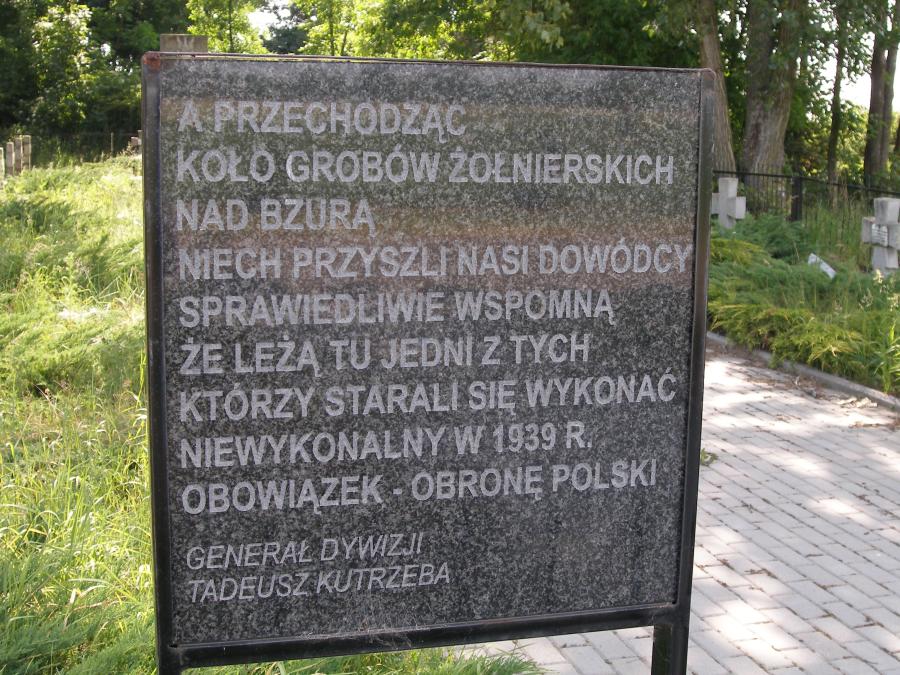 A PRZECHODZĄC
KOŁO GROBÓW ŻOŁNIERSKICH
NAD BZURĄ
NIECH PRZYSZLI NASI DOWÓDCY
SPRAWIEDLIWIE WSPOMNĄ
ŻE LEŻĄ TU JEDNI Z TYCH
KTÓRZY STARALI SIĘ WYKONAĆ
NIEWYKONALNY W 1939 R.
OBOWIĄZEK - OBRONĘ POLSKI
GENERAŁ DYWIZJI
TADEUSZ KUTRZEBA